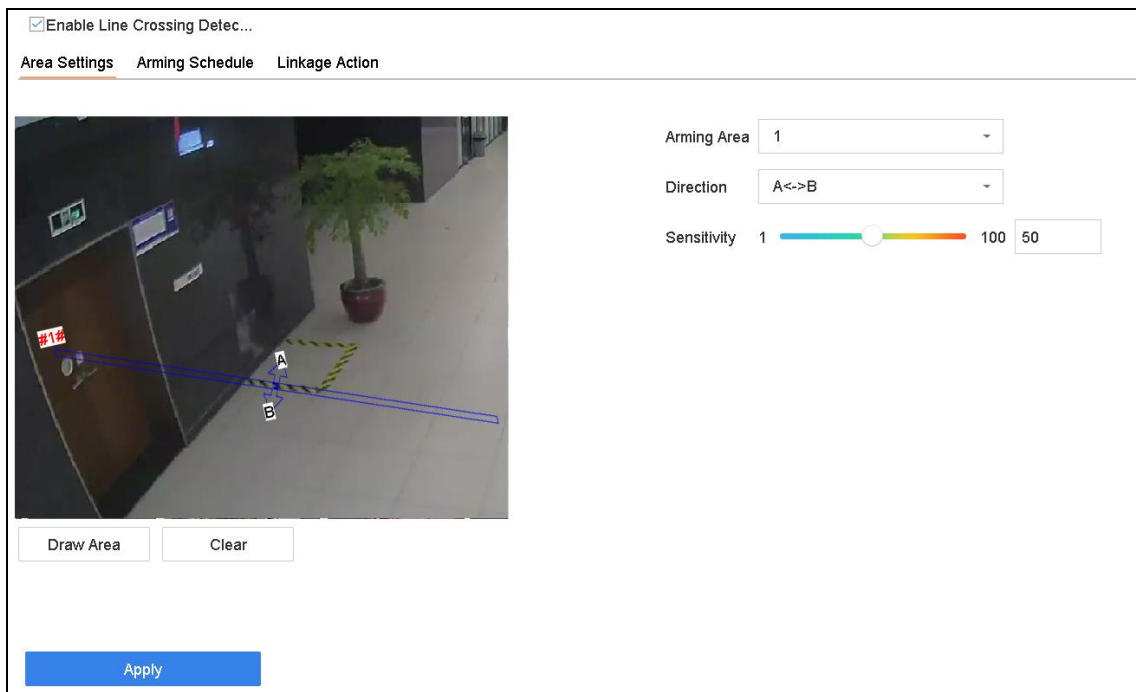 Enable Line Crossing Detec...
Area Settings Arming Schedule Linkage Action
Arming Area 1
Direction A<->B
Sensitivity 1 100 50
#1#
A
B
Draw Area Clear
Apply